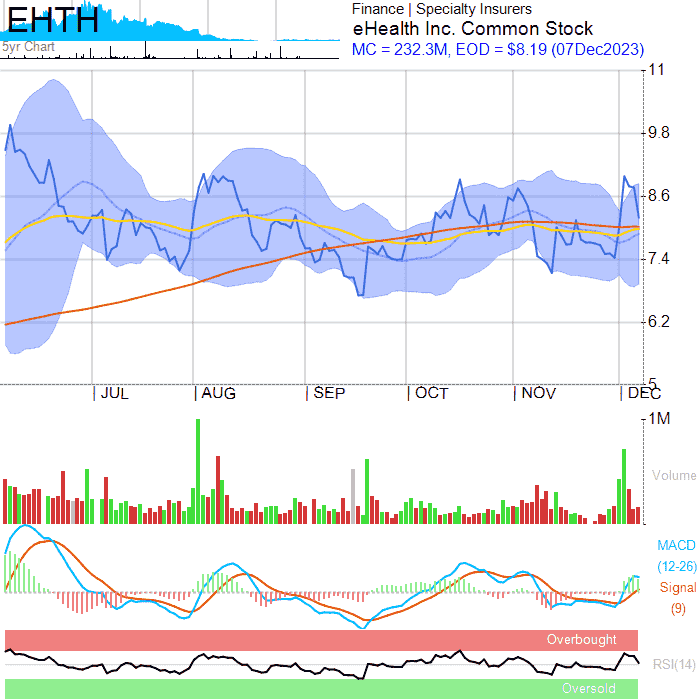 EHTH
5yr Chart
Finance | Specialty Insurers
eHealth Inc. Common Stock
MC = 232.3M, EOD = $8.19 (07Dec2023)
11
9.8
8.6
7.4
6.2
5
JUL AUG SEP OCT NOV DEC
1M
Volume
MACD
(12-26)
Signal
(9)
Overbought
RSI(14)
Oversold